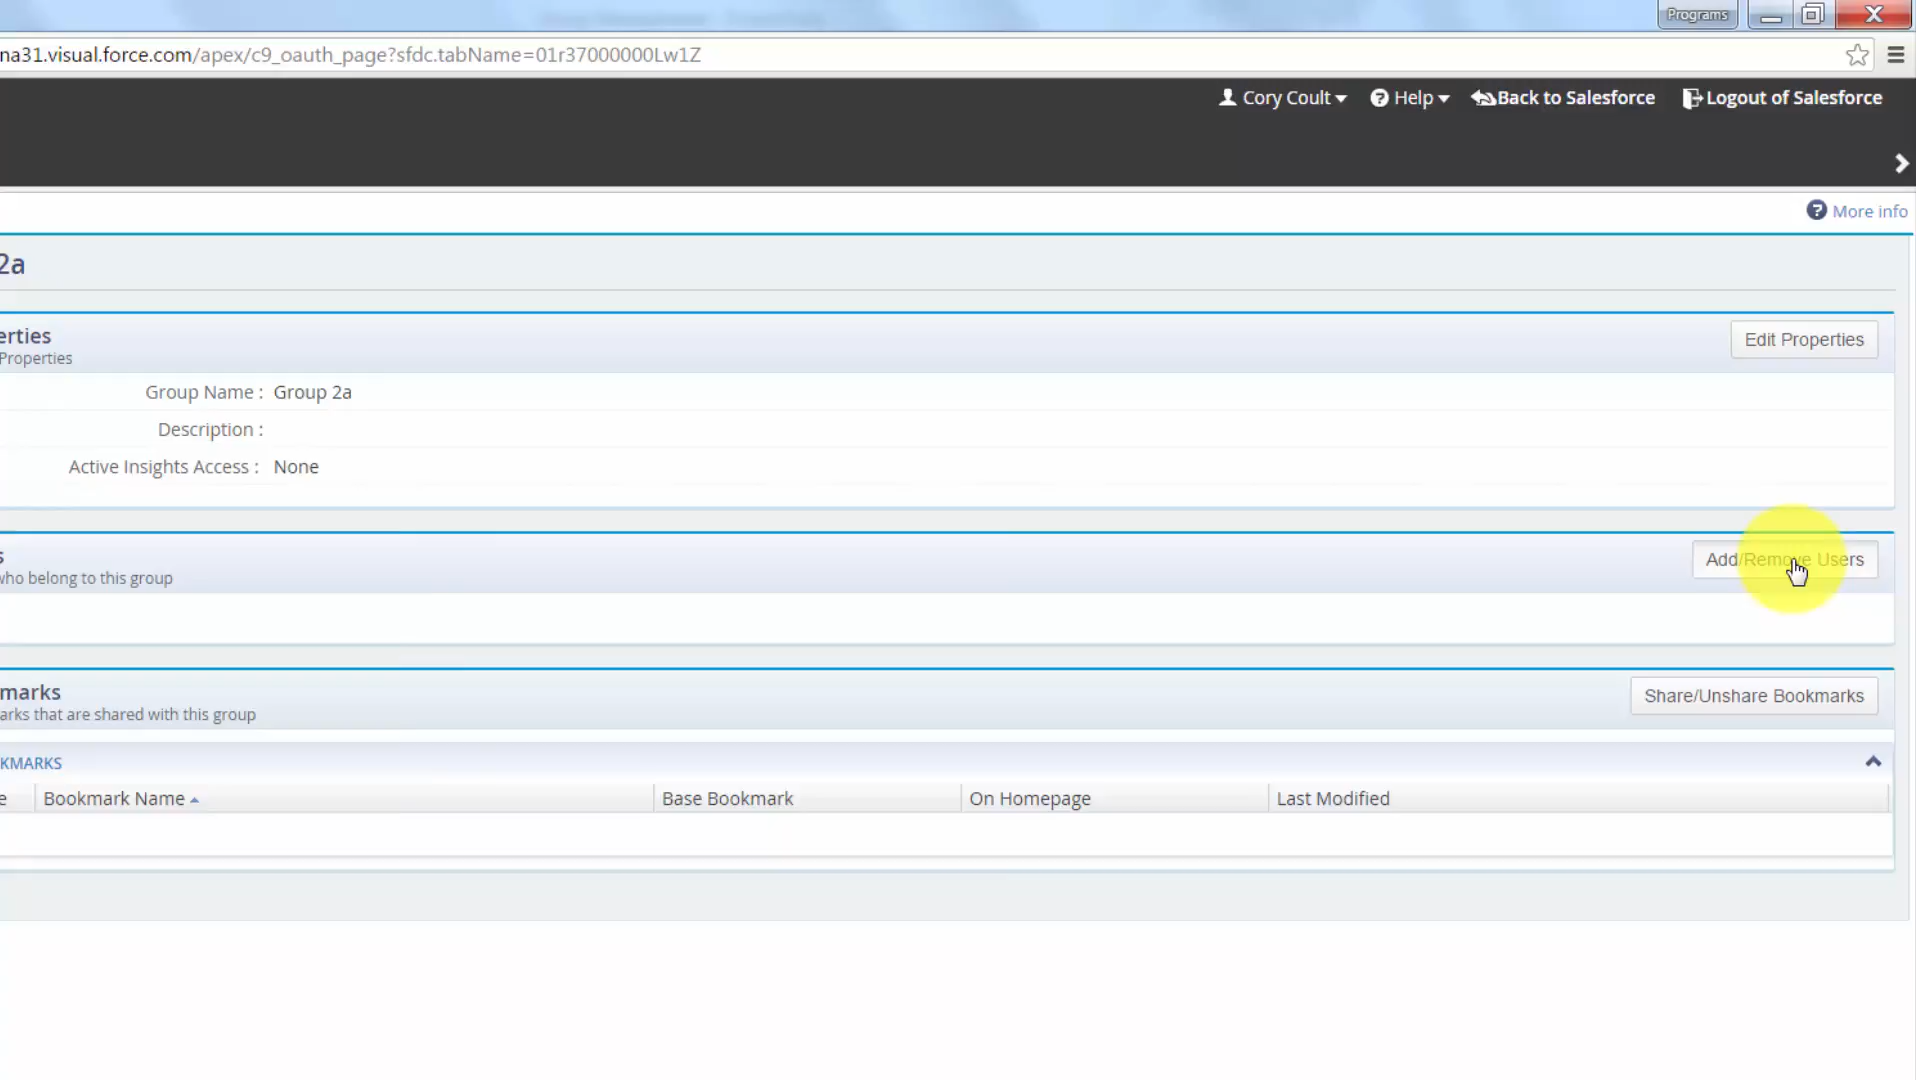 Programs
na31.visual.force.com/apex/c9_oauth_page?sfdc.tabName=01r37000000Lw1Z
Cory Coult Help Back to Salesforce Logout of Salesforce
More info
2a
erties
Properties
Edit Properties
Group Name : Group 2a
Description :
Active Insights Access : None
s
who belong to this group
Add/Remove Users
marks
arks that are shared with this group
Share/Unshare Bookmarks
KMARKS
e Bookmark Name Base Bookmark On Homepage Last Modified